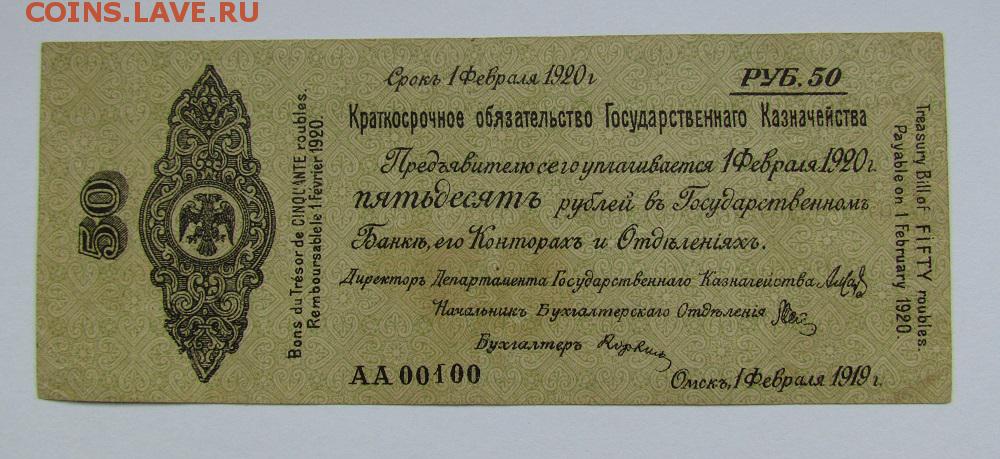 COINS.LAVE.RU
Срокъ 1 Февраля 1920 г
РУБ. 50
Краткосрочное обязательство Государственнаго Казначейства
Предъявителю сего уплачивается 1 Февраля 1920 г.
пятьдесятъ рублей въ Государственномъ
Банкѣ, его Конторахъ и Отдѣленіяхъ.
Директоръ Департамента Государственнаго Казначейства
Начальник Бухгалтерскаго Отдѣленія
Бухгалтеръ
АА 00100
Омскъ, 1 Февраля 1919 г.
50
Bons du Trésor de CINQUANTE roubles.
Remboursable le 1 février 1920.
Treasury Bill of FIFTY roubles.
Payable on 1 February 1920.